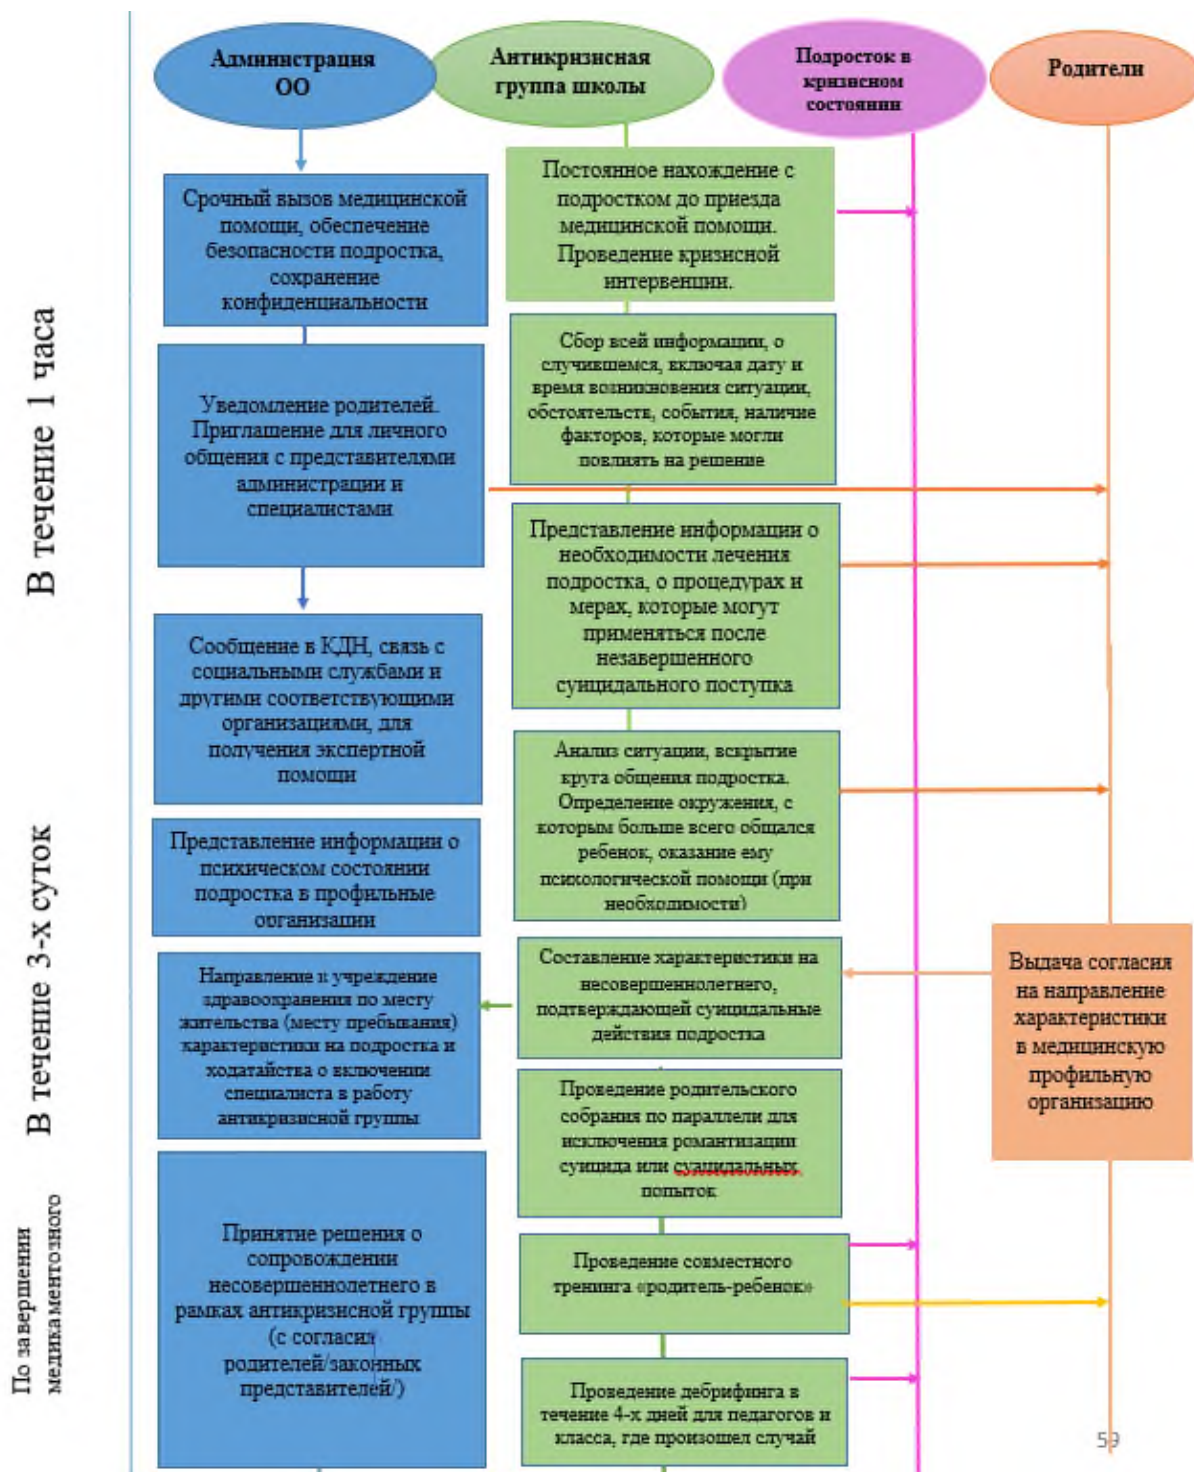 Администрация
ОО
Антикризисная
группа школы
Подросток в
кризисном
состоянии
Родители
В течение 1 часа
Срочный вызов медицинской
помощи, обеспечение
безопасности подростка,
сохранение
конфиденциальности
Постоянное нахождение с
подростком до приезда
медицинской помощи.
Проведение кризисной
интервенции.
Уведомление родителей.
Приглашение для личного
общения с представителями
администрации и
специалистами
Сбор всей информации, о
случившемся, включая дату и
время возникновения ситуации,
обстоятельств, события, наличие
факторов, которые могли
повлиять на решение
Представление информации о
необходимости лечения
подростка, о процедурах и
мерах, которые могут
применяться после
незавершенного
суицидального поступка
Сообщение в КДН, связь с
социальными службами и
другими соответствующими
организациями, для
получения экспертной
помощи
Анализ ситуации, вскрытие
круга общения подростка.
Определение окружения, с
которым больше всего общался
ребенок, оказание ему
психологической помощи (при
необходимости)
В течение 3-х суток
Представление информации о
психическом состоянии
подростка в профильные
организации
Направление в учреждение
здравоохранения по месту
жительства (месту пребывания)
характеристики на подростка и
ходатайства о включении
специалиста в работу
антикризисной группы
Составление характеристики на
несовершеннолетнего,
подтверждающей суицидальные
действия подростка
Выдача согласия
на направление
характеристики
в медицинскую
профильную
организацию
Проведение родительского
собрания по параллели для
исключения романтизации
суицида или суацидальных
попыток
По завершении
медикаментозного
Принятие решения о
сопровождении
несовершеннолетнего в
рамках антикризисной группы
(с согласия
родителей/законных
представителей/)
Проведение совместного
тренинга «родитель-ребенок»
Проведение дебрифинга в
течение 4-х дней для педагогов и
класса, где произошел случай
59